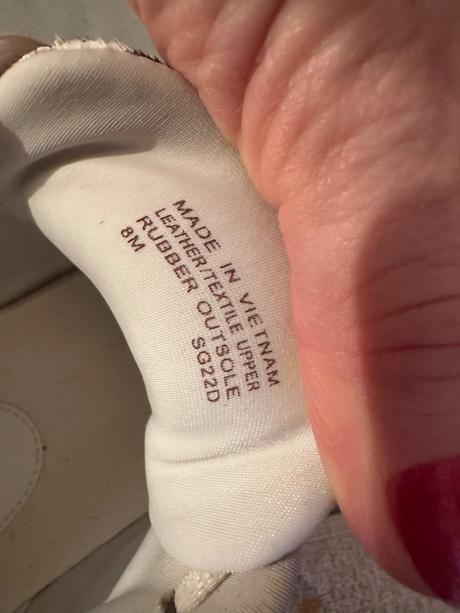 MADE IN VIETNAM
LEATHER/TEXTILE UPPER
RUBBER OUTSOLE
8M SG22D